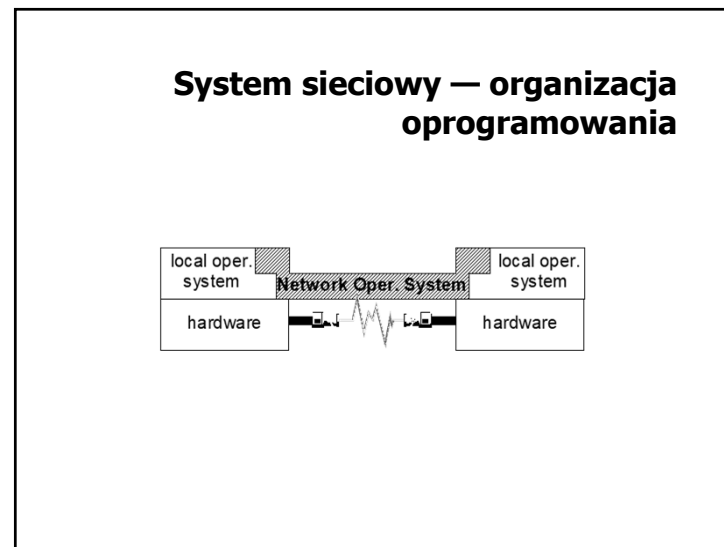 System sieciowy — organizacja
oprogramowania
local oper.
system
Network Oper. System
local oper.
system
hardware
hardware